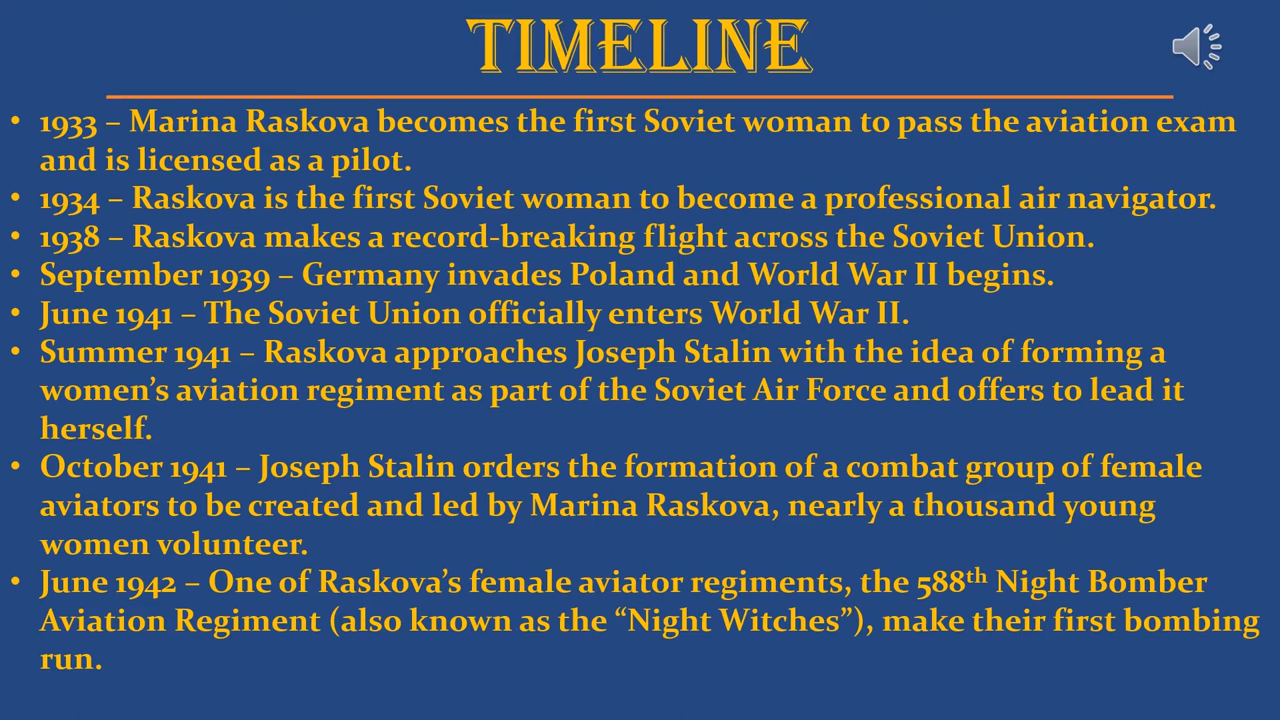 TIMELINE
• 1933 – Marina Raskova becomes the first Soviet woman to pass the aviation exam
and is licensed as a pilot.
• 1934 – Raskova is the first Soviet woman to become a professional air navigator.
• 1938 – Raskova makes a record-breaking flight across the Soviet Union.
• September 1939 – Germany invades Poland and World War II begins.
• June 1941 – The Soviet Union officially enters World War II.
• Summer 1941 – Raskova approaches Joseph Stalin with the idea of forming a
women’s aviation regiment as part of the Soviet Air Force and offers to lead it
herself.
• October 1941 – Joseph Stalin orders the formation of a combat group of female
aviators to be created and led by Marina Raskova, nearly a thousand young
women volunteer.
• June 1942 – One of Raskova’s female aviator regiments, the 588th Night Bomber
Aviation Regiment (also known as the “Night Witches”), make their first bombing
run.